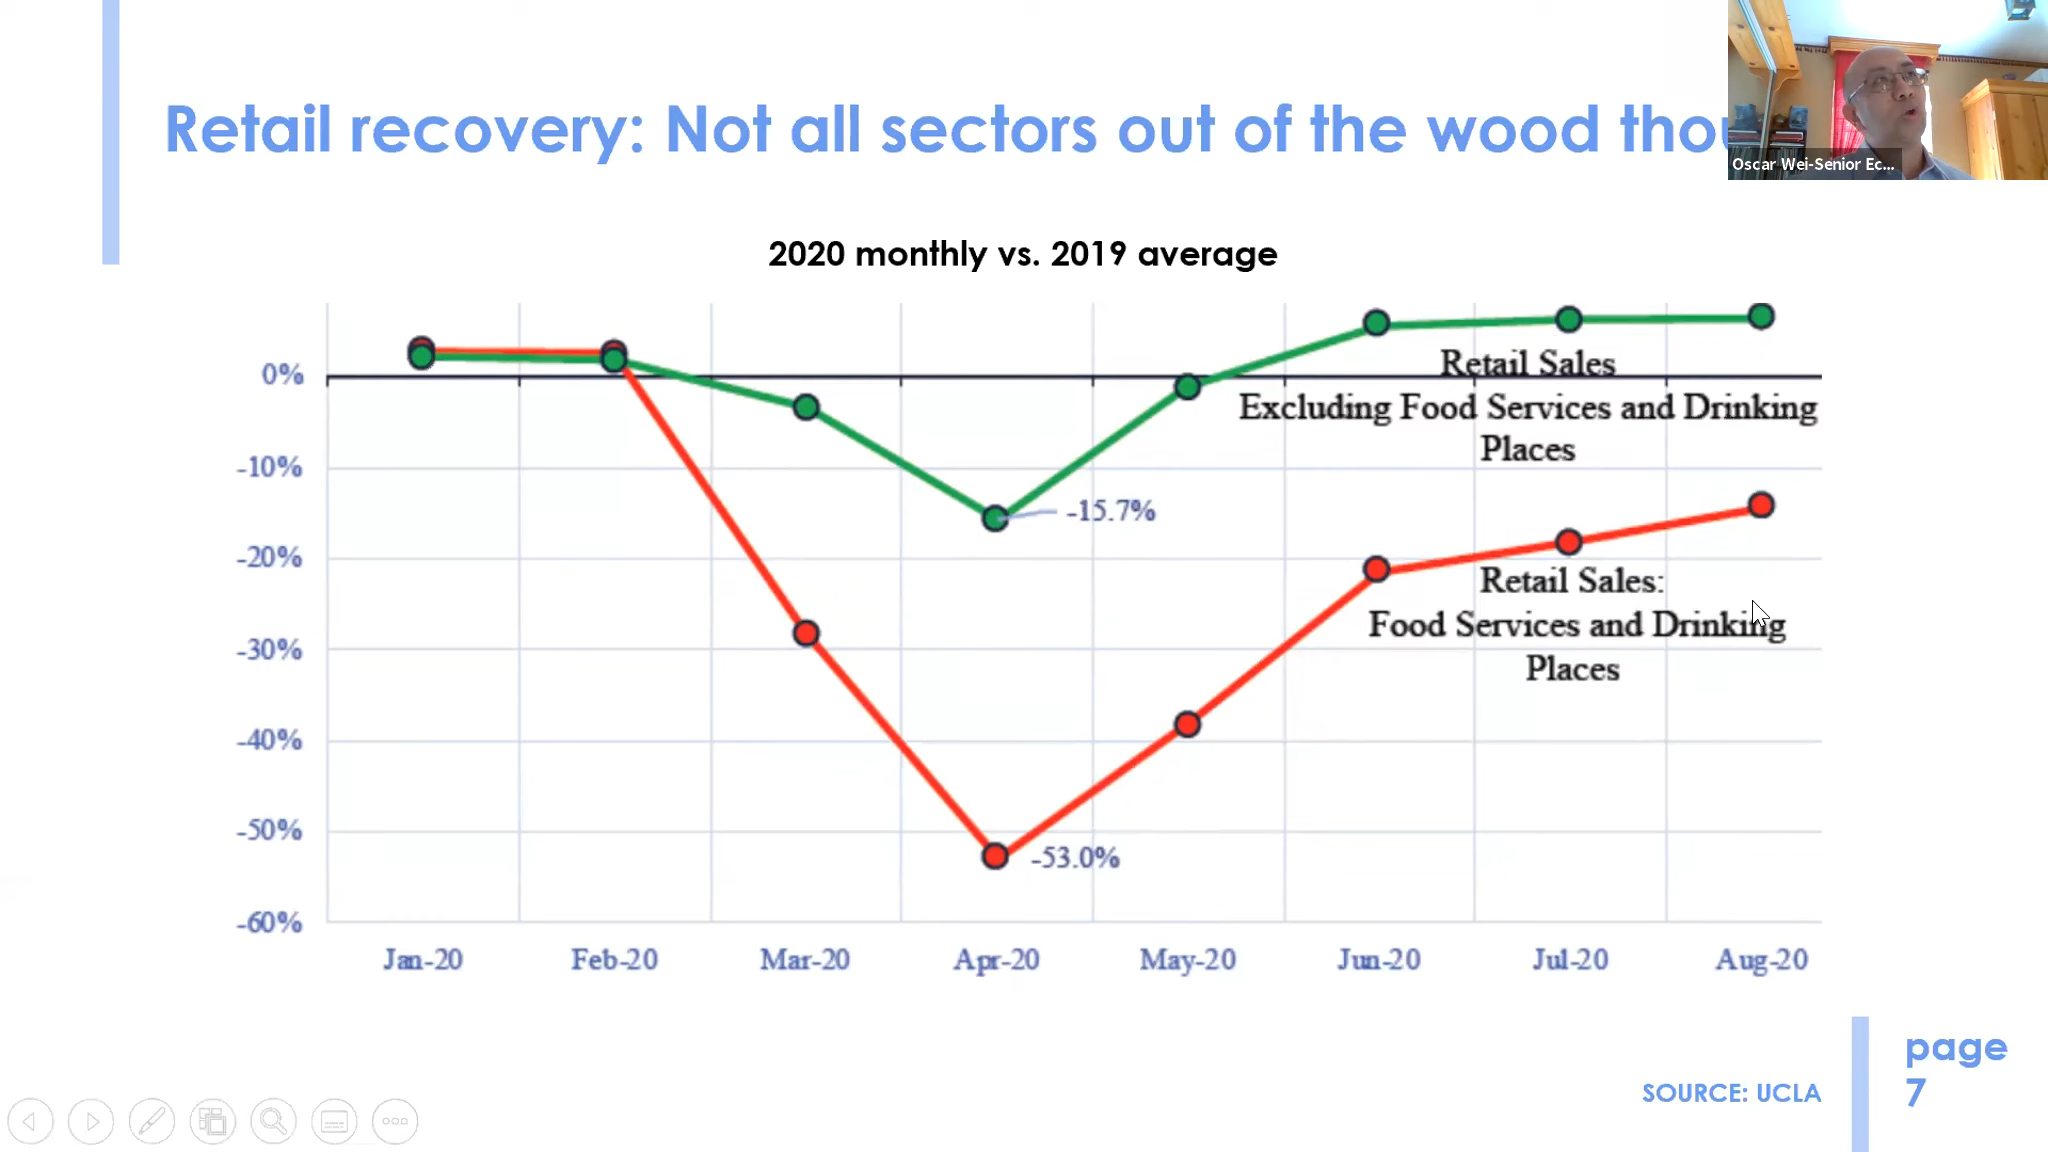 Retail recovery: Not all sectors out of the wood
Oscar Wei-Senior Ec...
2020 monthly vs. 2019 average
0%
-10%
-20%
-30%
-40%
-50%
-60%
Retail Sales
Excluding Food Services and Drinking
Places
-15.7%
Retail Sales:
Food Services and Drinking
Places
-53.0%
Jan-20 Feb-20 Mar-20 Apr-20 May-20 Jun-20 Jul-20 Aug-20
SOURCE: UCLA
page
7